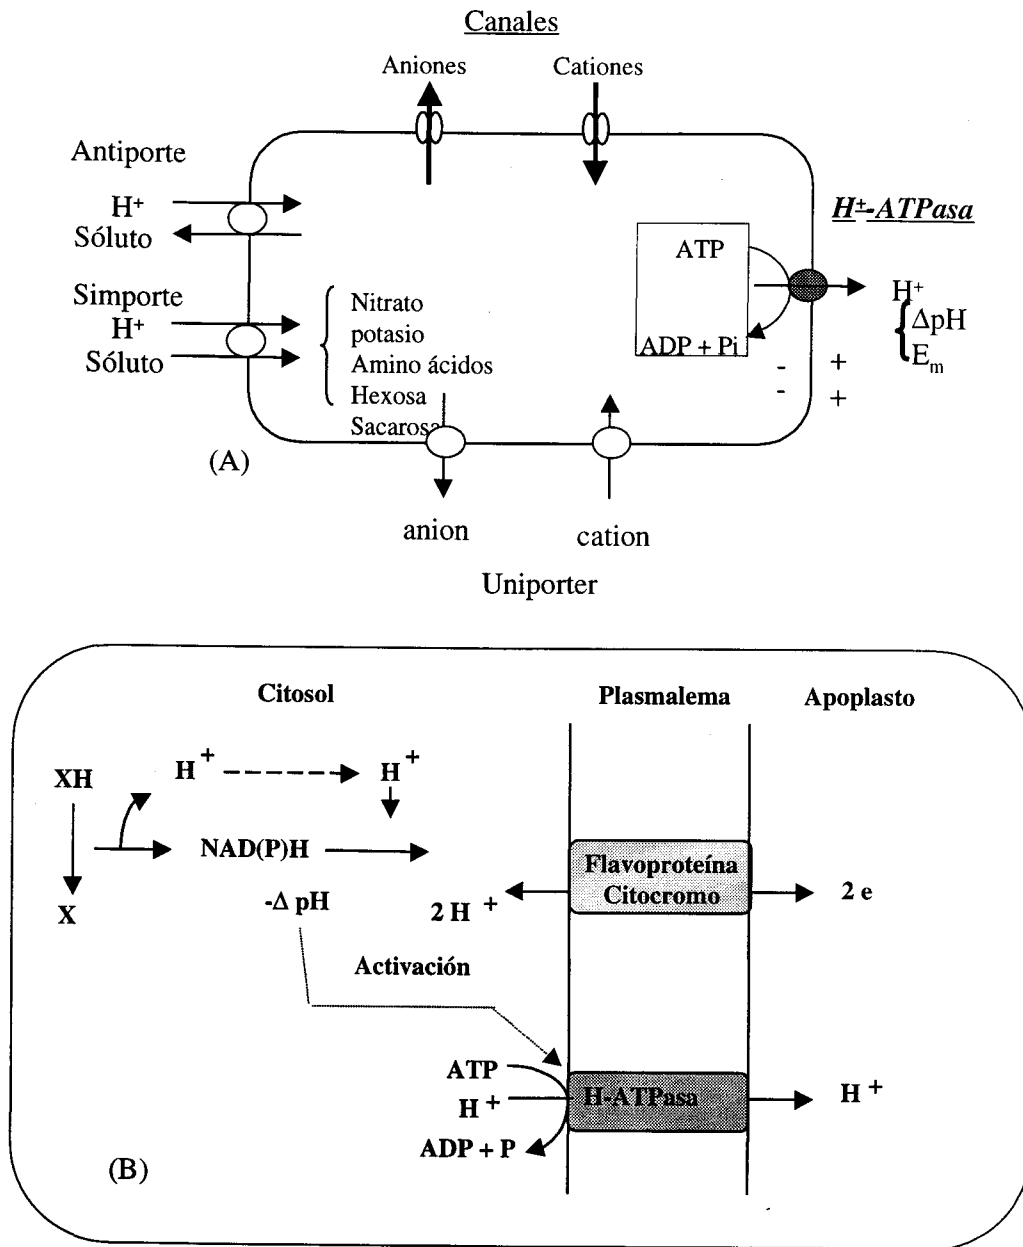 Canales
Aniones
Cationes
Antiporte
H+
Sóluto
H+-ATPasa
ATP
ADP + Pi
H+
ΔpH
Em
- +
- +
Simporte
H+
Sóluto
Nitrato
potasio
Amino ácidos
Hexosa
Sacarosa
(A)
anion
cation
Uniporter
Citosol
Plasmalema
Apoplasto
XH
H+
H+
NAD(P)H
X
-Δ pH
2 H+
Flavoproteína
Citocromo
2 e
Activación
ATP
H+
ADP + P
H-ATPasa
H+
(B)